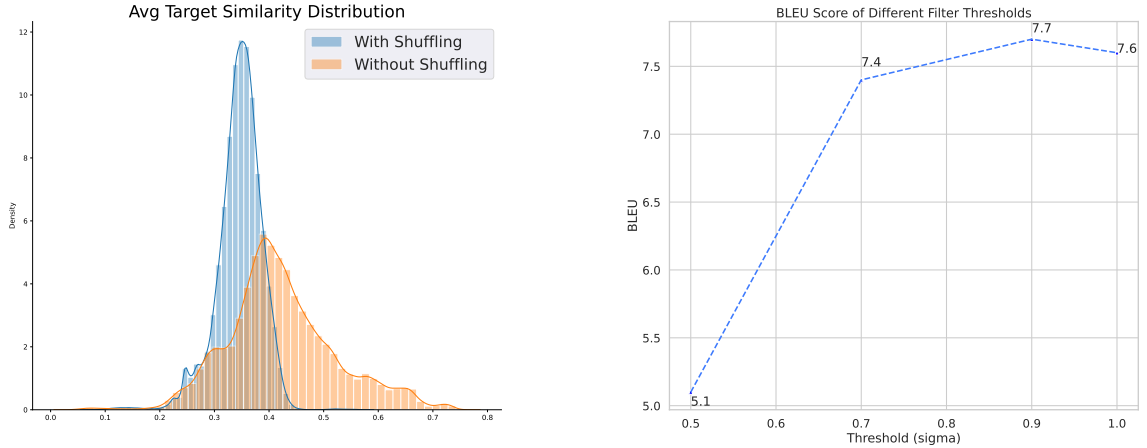 Avg Target Similarity Distribution
With Shuffling
Without Shuffling
Density
12
10
8
6
4
2
0
0.0 0.1 0.2 0.3 0.4 0.5 0.6 0.7 0.8
BLEU Score of Different Filter Thresholds
BLEU
7.5
7.0
6.5
6.0
5.5
5.0
5.1
7.4
7.7
7.6
0.5 0.6 0.7 0.8 0.9 1.0
Threshold (sigma)